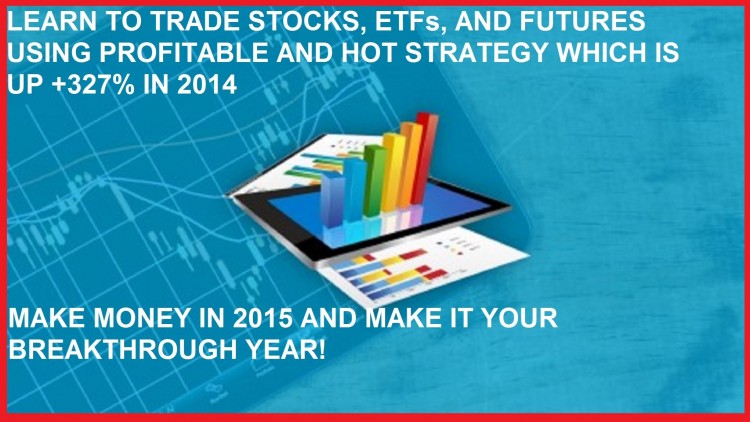 LEARN TO TRADE STOCKS, ETFs, AND FUTURES
USING PROFITABLE AND HOT STRATEGY WHICH IS
UP +327% IN 2014
MAKE MONEY IN 2015 AND MAKE IT YOUR
BREAKTHROUGH YEAR!